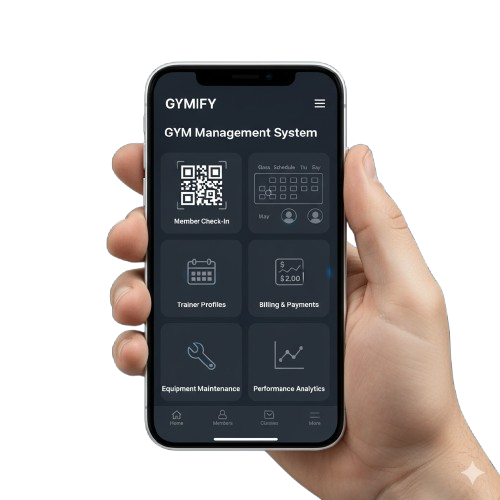 GYMIFY
GYM Management System
Class Schedule Thu May
May
Member Check-In
$
$2.00
Trainer Profiles
Billing & Payments
Equipment Maintenance
Performance Analytics
Home
Members
Classes
More